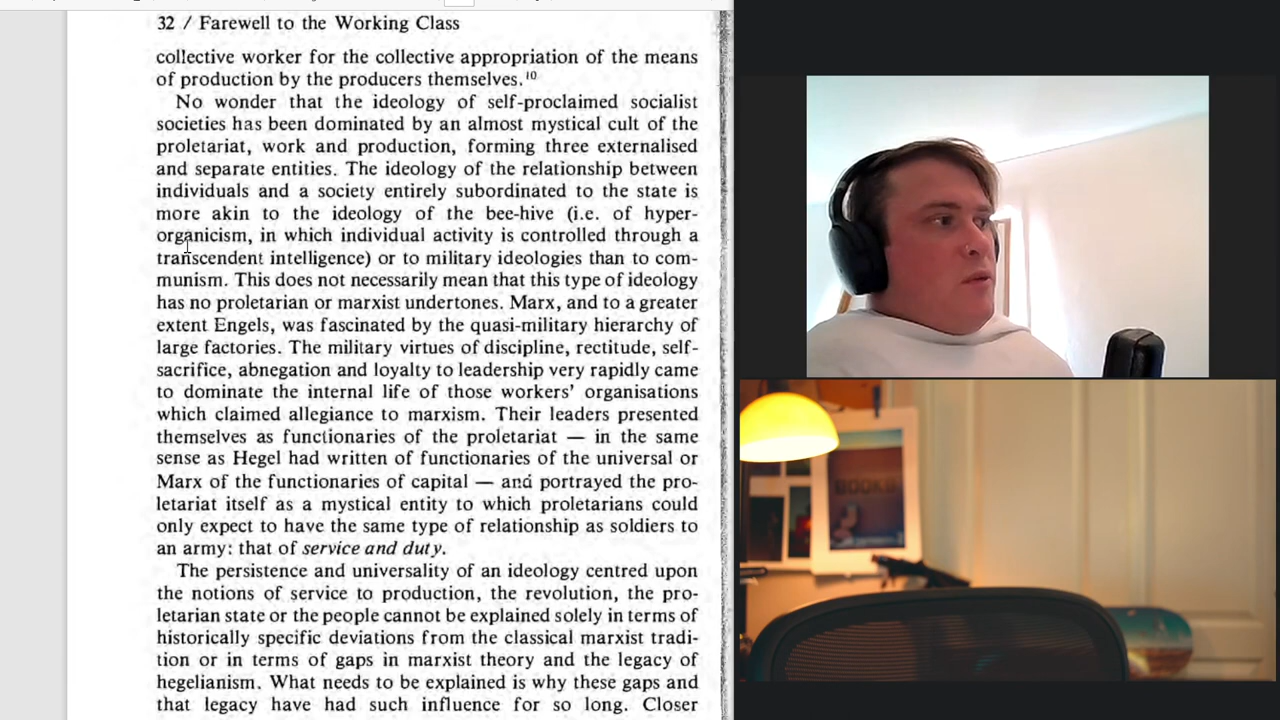 32 / Farewell to the Working Class
collective worker for the collective appropriation of the means
of production by the producers themselves.¹⁰
No wonder that the ideology of self-proclaimed socialist
societies has been dominated by an almost mystical cult of the
proletariat, work and production, forming three externalised
and separate entities. The ideology of the relationship between
individuals and a society entirely subordinated to the state is
more akin to the ideology of the bee-hive (i.e. of hyper-
organicism, in which individual activity is controlled through a
transcendent intelligence) or to military ideologies than to com-
munism. This does not necessarily mean that this type of ideology
has no proletarian or marxist undertones. Marx, and to a greater
extent Engels, was fascinated by the quasi-military hierarchy of
large factories. The military virtues of discipline, rectitude, self-
sacrifice, abnegation and loyalty to leadership very rapidly came
to dominate the internal life of those workers' organisations
which claimed allegiance to marxism. Their leaders presented
themselves as functionaries of the proletariat — in the same
sense as Hegel had written of functionaries of the universal or
Marx of the functionaries of capital — and portrayed the pro-
letariat itself as a mystical entity to which proletarians could
only expect to have the same type of relationship as soldiers to
an army: that of service and duty.
The persistence and universality of an ideology centred upon
the notions of service to production, the revolution, the pro-
letarian state or the people cannot be explained solely in terms of
historically specific deviations from the classical marxist tradi-
tion or in terms of gaps in marxist theory and the legacy of
hegelianism. What needs to be explained is why these gaps and
that legacy have had such influence for so long. Closer
BOOKS